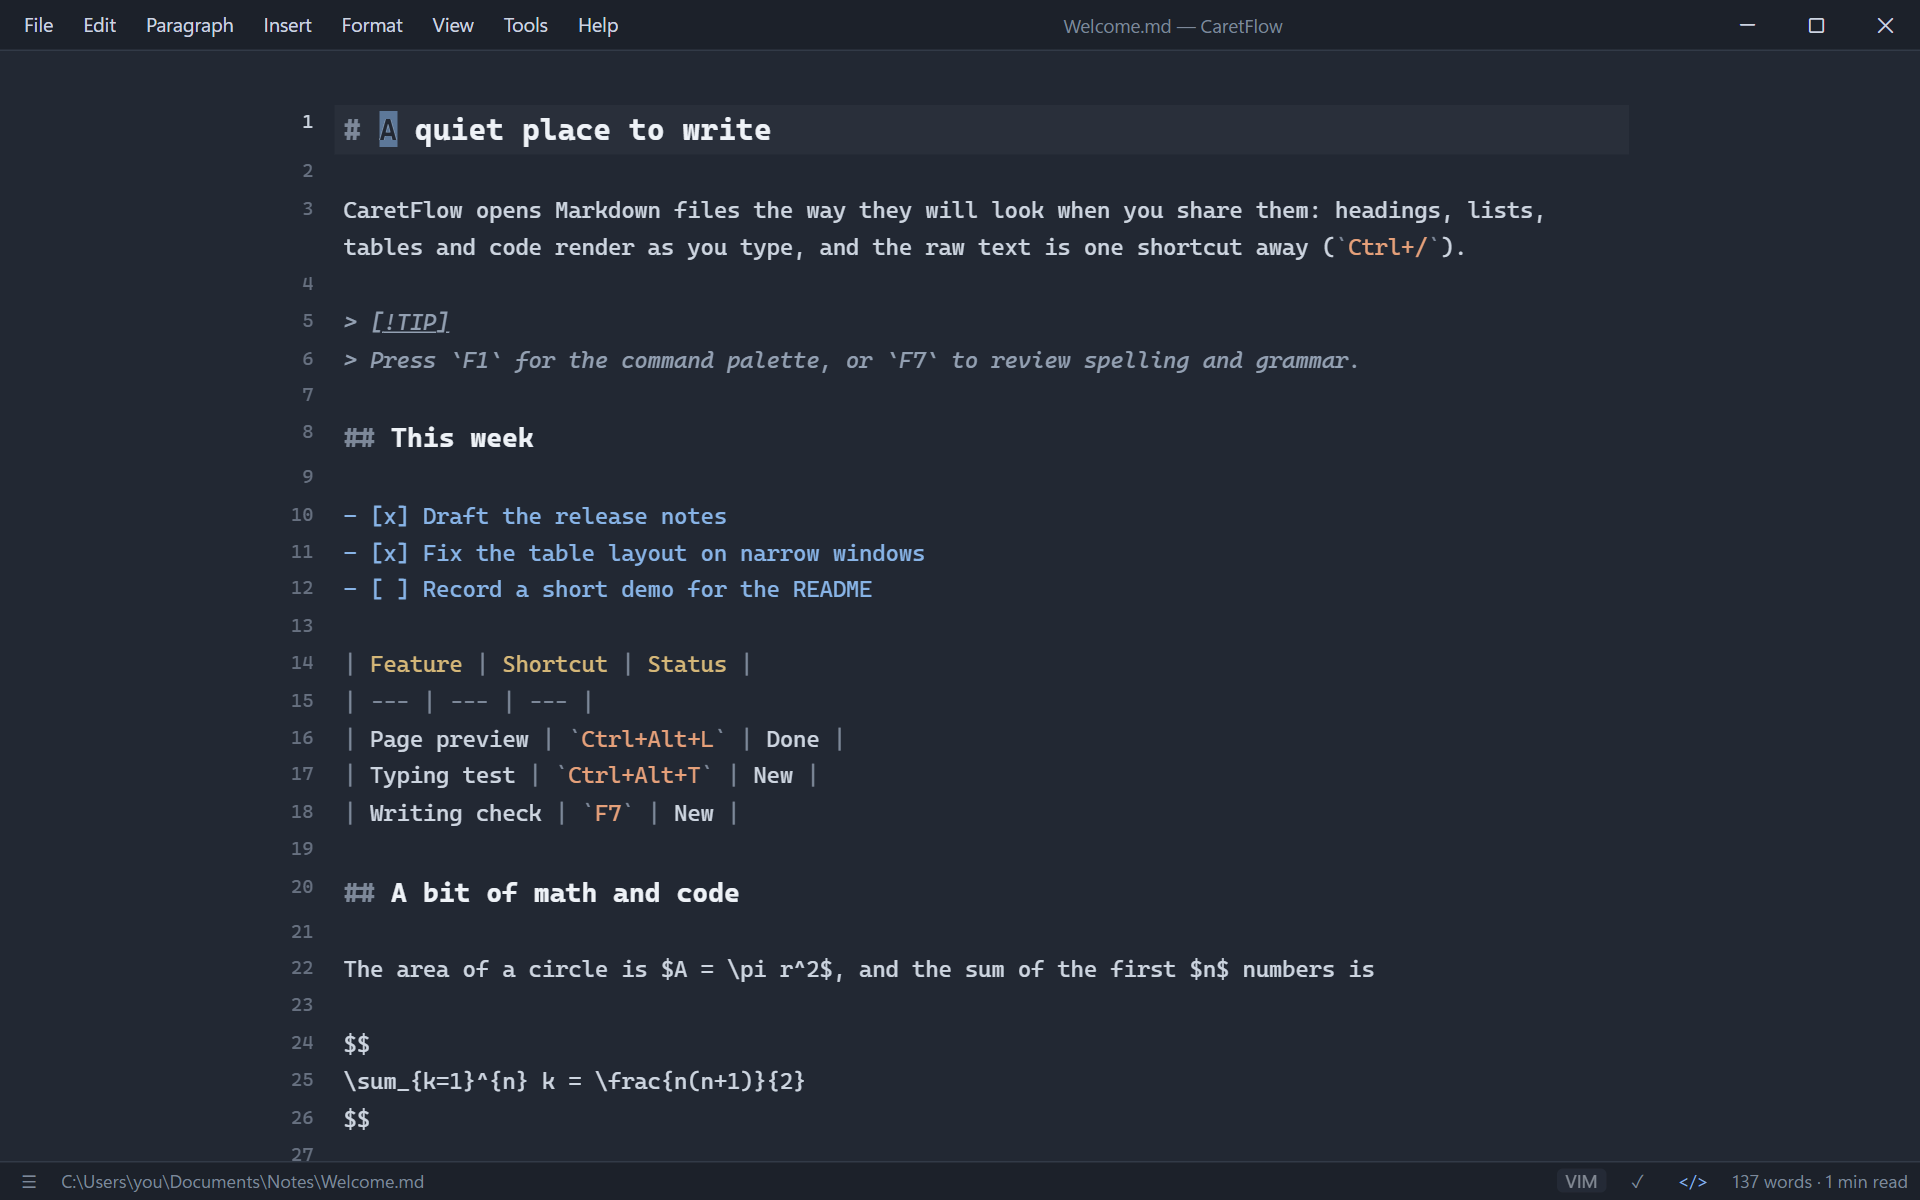 File Edit Paragraph Insert Format View Tools Help Welcome.md — CaretFlow
1 # A quiet place to write
2
3 CaretFlow opens Markdown files the way they will look when you share them: headings, lists,
tables and code render as you type, and the raw text is one shortcut away (`Ctrl+/`).
4
5 > [!TIP]
6 > Press `F1` for the command palette, or `F7` to review spelling and grammar.
7
8 ## This week
9
10 - [x] Draft the release notes
11 - [x] Fix the table layout on narrow windows
12 - [ ] Record a short demo for the README
13
14 | Feature | Shortcut | Status |
15 | --- | --- | --- |
16 | Page preview | `Ctrl+Alt+L` | Done |
17 | Typing test | `Ctrl+Alt+T` | New |
18 | Writing check | `F7` | New |
19
20 ## A bit of math and code
21
22 The area of a circle is $A = \pi r^2$, and the sum of the first $n$ numbers is
23
24 $$
25 \sum_{k=1}^{n} k = \frac{n(n+1)}{2}
26 $$
27
C:\Users\you\Documents\Notes\Welcome.md VIM ✓ </> 137 words · 1 min read